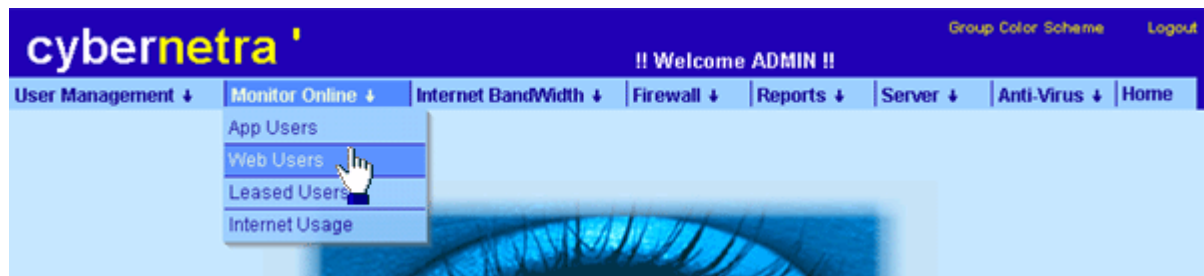 Group Color Scheme Logout
cybernetra '
!! Welcome ADMIN !!
User Management ↓ Monitor Online ↓ Internet BandWidth ↓ Firewall ↓ Reports ↓ Server ↓ Anti-Virus ↓ Home
App Users
Web Users
Leased Users
Internet Usage